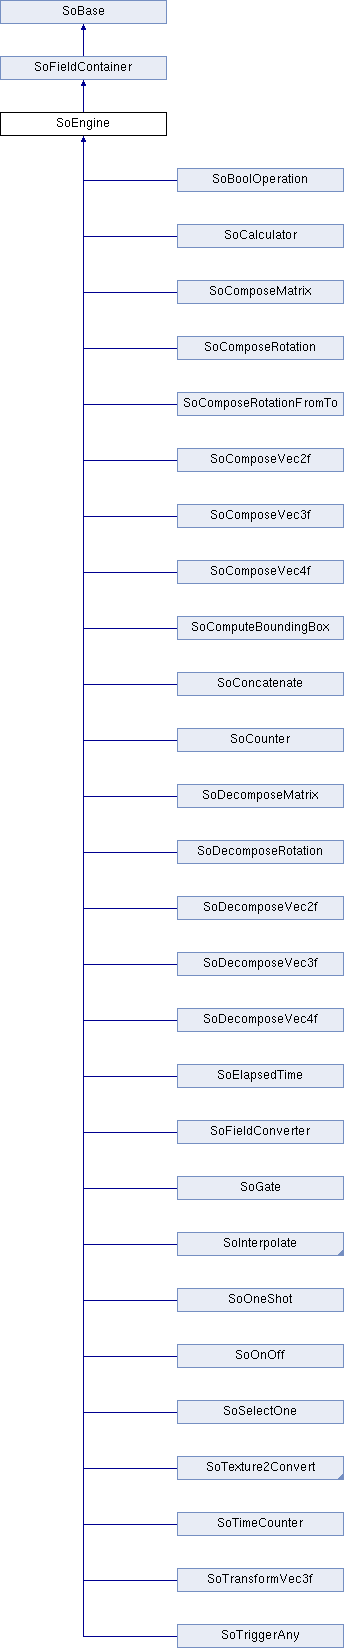 SoBase
SoFieldContainer
SoEngine
SoBoolOperation
SoCalculator
SoComposeMatrix
SoComposeRotation
SoComposeRotationFromTo
SoComposeVec2f
SoComposeVec3f
SoComposeVec4f
SoComputeBoundingBox
SoConcatenate
SoCounter
SoDecomposeMatrix
SoDecomposeRotation
SoDecomposeVec2f
SoDecomposeVec3f
SoDecomposeVec4f
SoElapsedTime
SoFieldConverter
SoGate
SoInterpolate
SoOneShot
SoOnOff
SoSelectOne
SoTexture2Convert
SoTimeCounter
SoTransformVec3f
SoTriggerAny